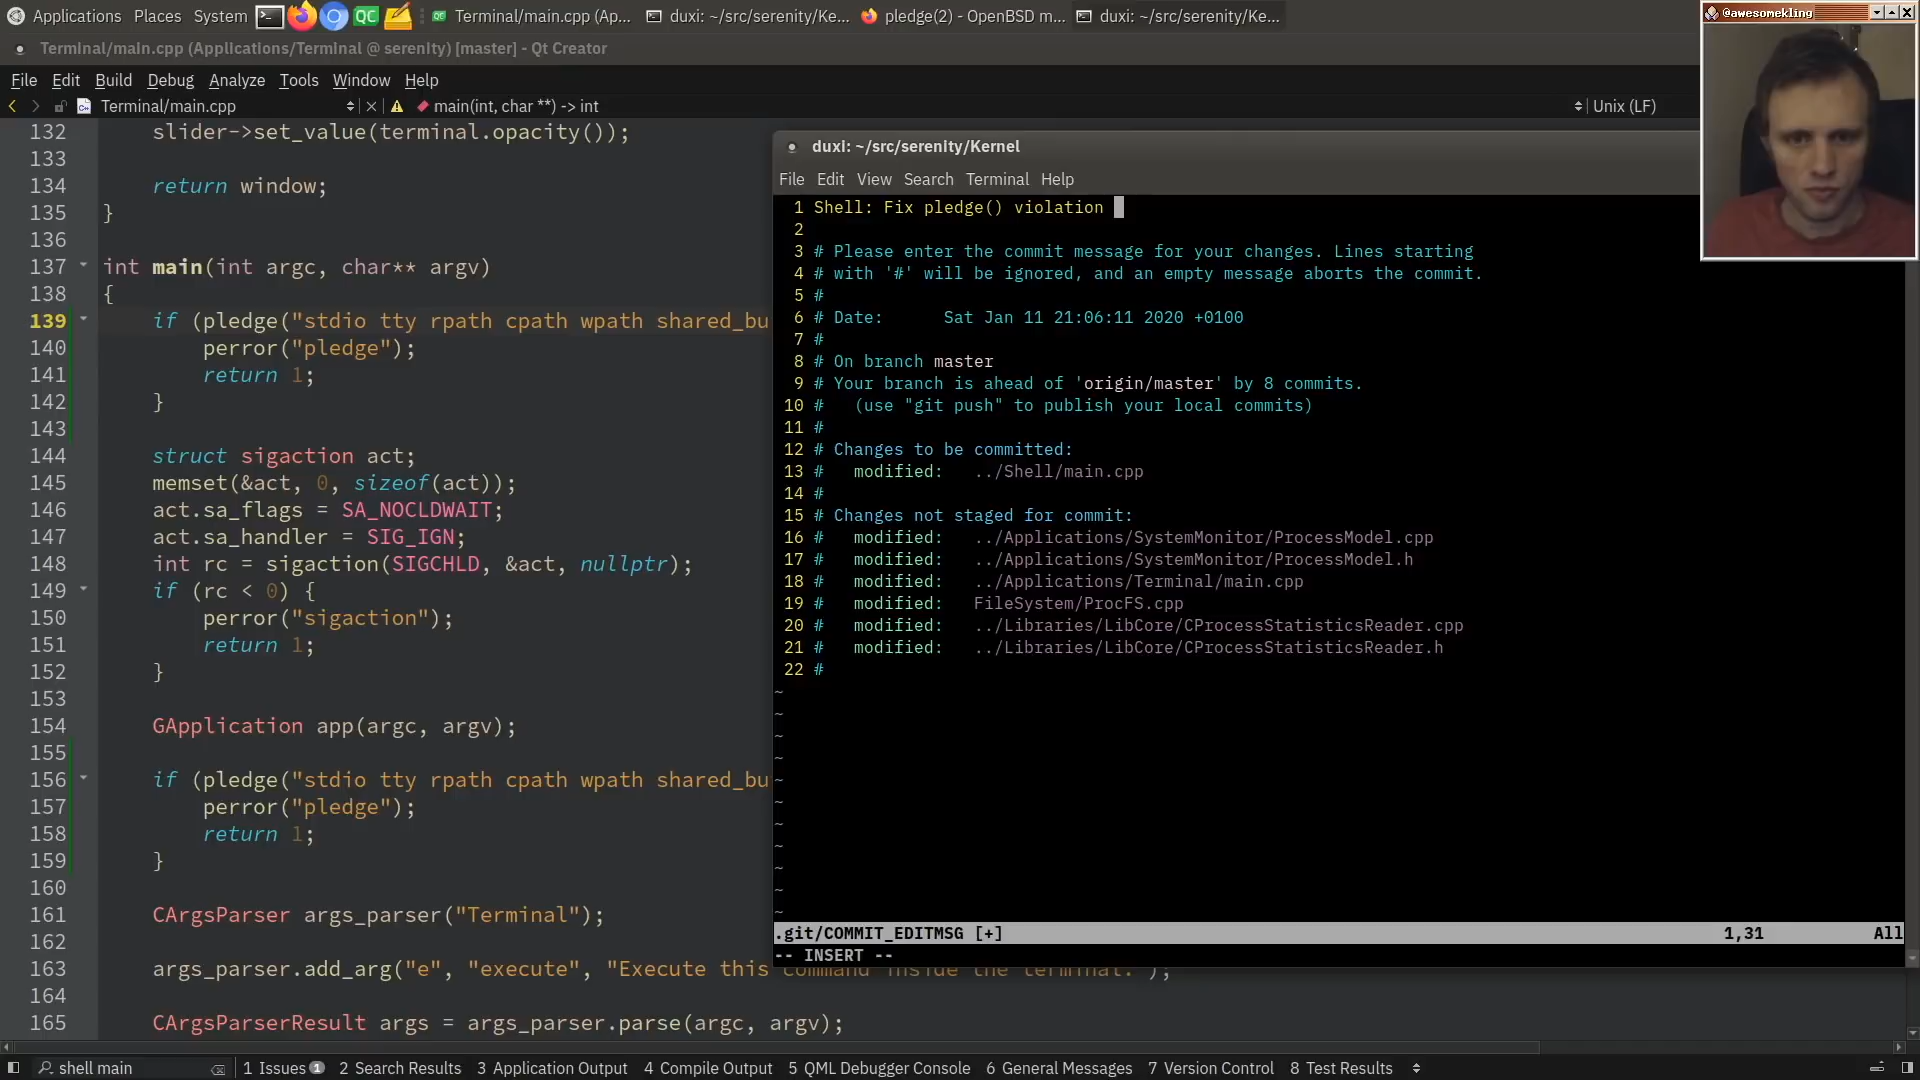 Applications Places System Terminal/main.cpp (Ap... duxi: ~/src/serenity/Ke... pledge(2) - OpenBSD m... duxi: ~/src/serenity/Ke...
@awesomekling
Terminal/main.cpp (Applications/Terminal @ serenity) [master] - Qt Creator
File Edit Build Debug Analyze Tools Window Help
Terminal/main.cpp main(int, char **) -> int Unix (LF)
132 slider->set_value(terminal.opacity());
133
134 return window;
135 }
136
137 int main(int argc, char** argv)
138 {
139 if (pledge("stdio tty rpath cpath wpath shared_bu
140 perror("pledge");
141 return 1;
142 }
143
144 struct sigaction act;
145 memset(&act, 0, sizeof(act));
146 act.sa_flags = SA_NOCLDWAIT;
147 act.sa_handler = SIG_IGN;
148 int rc = sigaction(SIGCHLD, &act, nullptr);
149 if (rc < 0) {
150 perror("sigaction");
151 return 1;
152 }
153
154 GApplication app(argc, argv);
155
156 if (pledge("stdio tty rpath cpath wpath shared_bu
157 perror("pledge");
158 return 1;
159 }
160
161 CArgsParser args_parser("Terminal");
162
163 args_parser.add_arg("e", "execute", "Execute this command inside the terminal.");
164
165 CArgsParserResult args = args_parser.parse(argc, argv);
duxi: ~/src/serenity/Kernel
File Edit View Search Terminal Help
1 Shell: Fix pledge() violation
2
3 # Please enter the commit message for your changes. Lines starting
4 # with '#' will be ignored, and an empty message aborts the commit.
5 #
6 # Date: Sat Jan 11 21:06:11 2020 +0100
7 #
8 # On branch master
9 # Your branch is ahead of 'origin/master' by 8 commits.
10 # (use "git push" to publish your local commits)
11 #
12 # Changes to be committed:
13 # modified: ../Shell/main.cpp
14 #
15 # Changes not staged for commit:
16 # modified: ../Applications/SystemMonitor/ProcessModel.cpp
17 # modified: ../Applications/SystemMonitor/ProcessModel.h
18 # modified: ../Applications/Terminal/main.cpp
19 # modified: FileSystem/ProcFS.cpp
20 # modified: ../Libraries/LibCore/CProcessStatisticsReader.cpp
21 # modified: ../Libraries/LibCore/CProcessStatisticsReader.h
22 #
~
~
~
~
~
~
~
~
~
~
~
.git/COMMIT_EDITMSG [+] 1,31 All
-- INSERT --
shell main 1 Issues 1 2 Search Results 3 Application Output 4 Compile Output 5 QML Debugger Console 6 General Messages 7 Version Control 8 Test Results